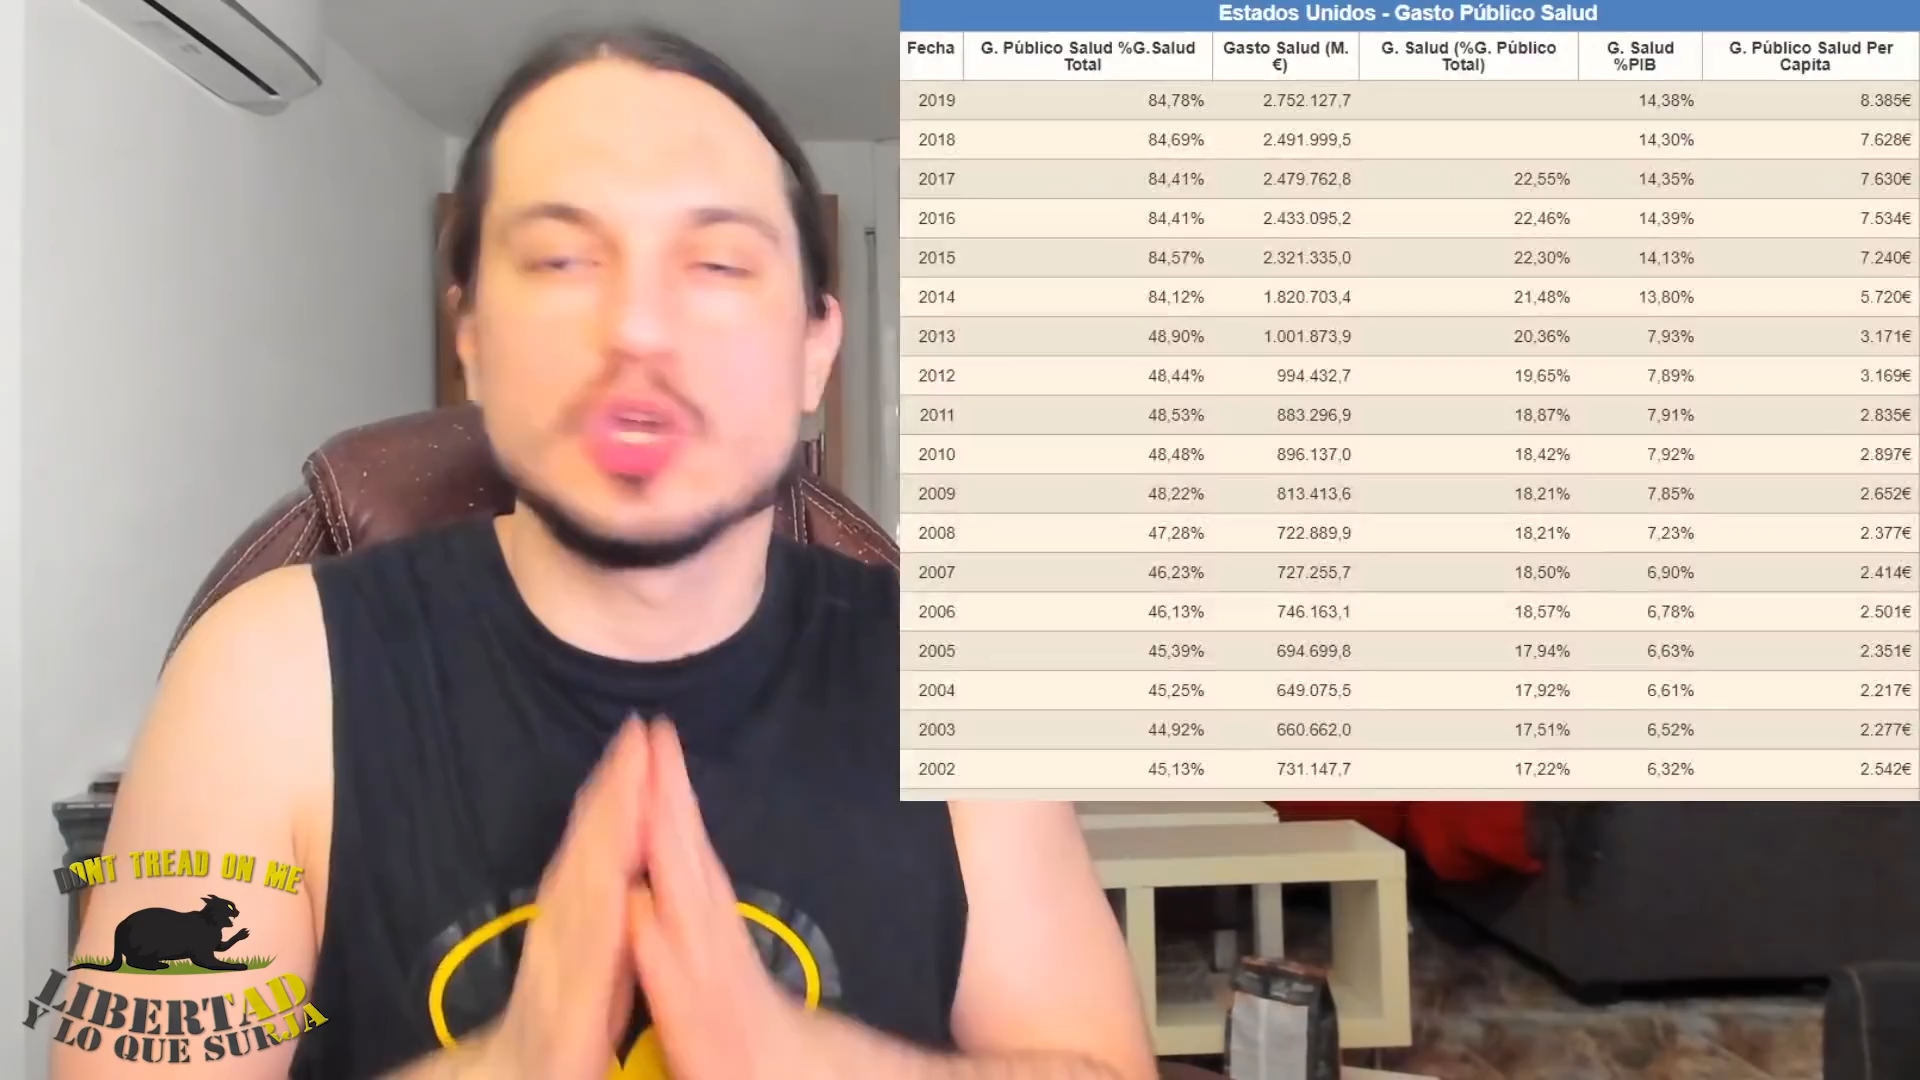 Estados Unidos - Gasto Público Salud
Fecha G. Público Salud %G.Salud Total Gasto Salud (M. €) G. Salud (%G. Público Total) G. Salud %PIB G. Público Salud Per Capita
2019 84,78% 2.752.127,7 14,38% 8.385€
2018 84,69% 2.491.999,5 14,30% 7.628€
2017 84,41% 2.479.762,8 22,55% 14,35% 7.630€
2016 84,41% 2.433.095,2 22,46% 14,39% 7.534€
2015 84,57% 2.321.335,0 22,30% 14,13% 7.240€
2014 84,12% 1.820.703,4 21,48% 13,80% 5.720€
2013 48,90% 1.001.873,9 20,36% 7,93% 3.171€
2012 48,44% 994.432,7 19,65% 7,89% 3.169€
2011 48,53% 883.296,9 18,87% 7,91% 2.835€
2010 48,48% 896.137,0 18,42% 7,92% 2.897€
2009 48,22% 813.413,6 18,21% 7,85% 2.652€
2008 47,28% 722.889,9 18,21% 7,23% 2.377€
2007 46,23% 727.255,7 18,50% 6,90% 2.414€
2006 46,13% 746.163,1 18,57% 6,78% 2.501€
2005 45,39% 694.699,8 17,94% 6,63% 2.351€
2004 45,25% 649.075,5 17,92% 6,61% 2.217€
2003 44,92% 660.662,0 17,51% 6,52% 2.277€
2002 45,13% 731.147,7 17,22% 6,32% 2.542€
DONT TREAD ON ME
LIBERTAD
Y LO QUE SURJA